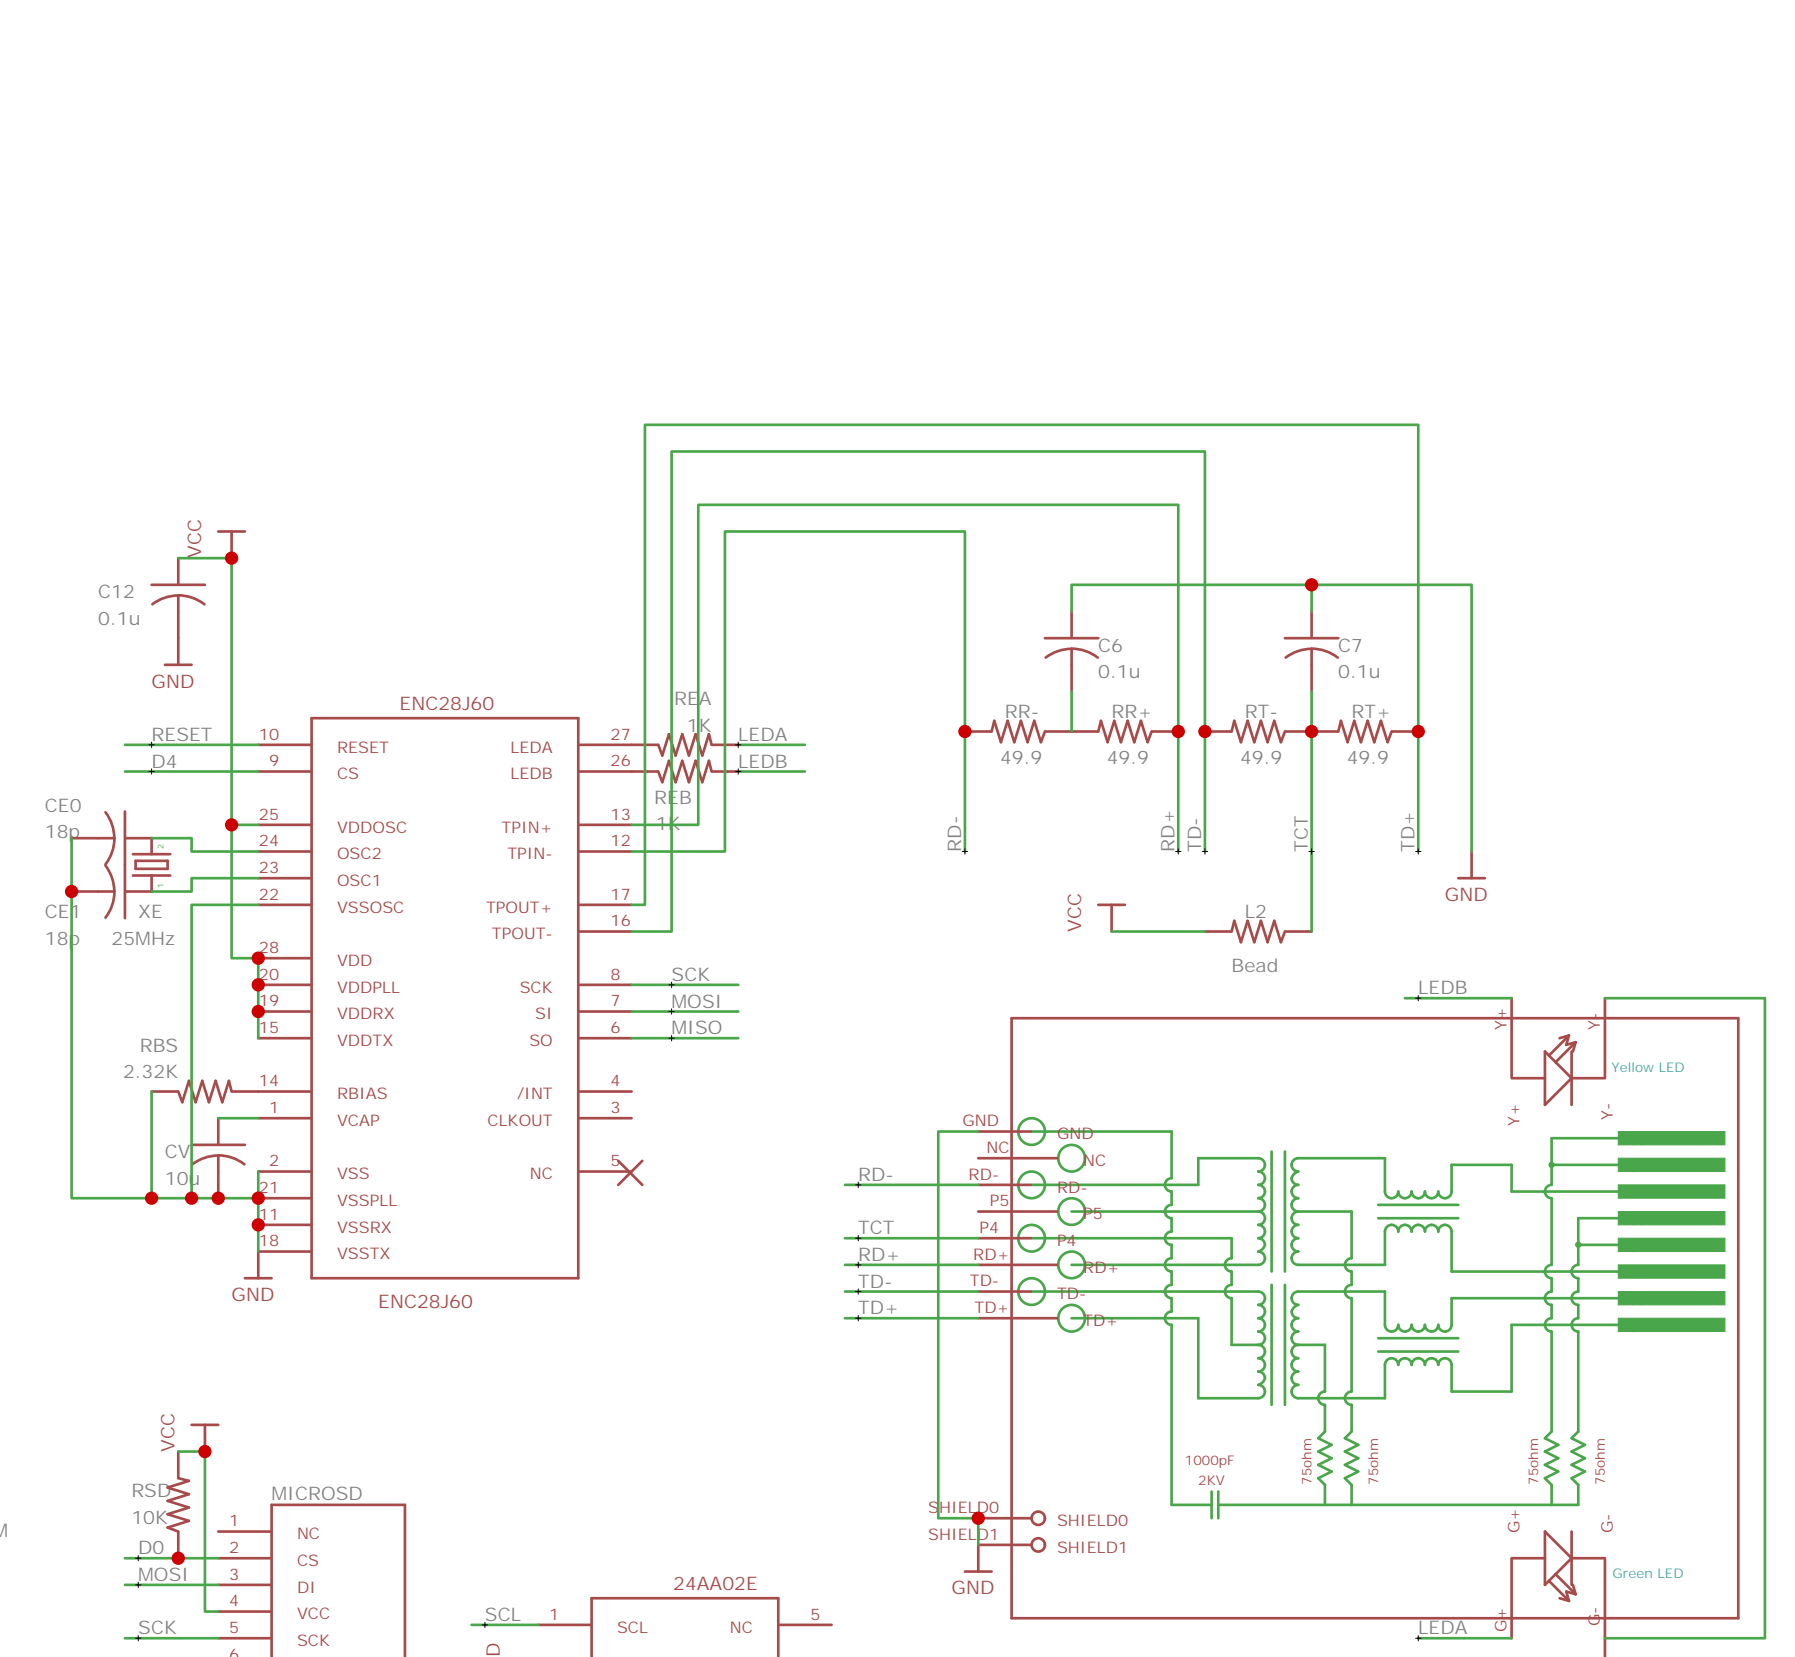 VCC
C12
0.1u
GND
ENC28J60
RESET
D4
10
9
RESET
CS
LEDA
LEDB
27
26
REA
1K
REB
1K
LEDA
LEDB
CE0
18p
CE1
18p
XE
25MHz
2
1
25
24
23
22
VDDOSC
OSC2
OSC1
VSSOSC
TPIN+
TPIN-
TPOUT+
TPOUT-
13
12
17
16
28
20
19
15
VDD
VDDPLL
VDDRX
VDDTX
SCK
SI
SO
8
7
6
SCK
MOSI
MISO
RBS
2.32K
14
1
RBIAS
VCAP
/INT
CLKOUT
4
3
CV
10u
2
21
11
18
VSS
VSSPLL
VSSRX
VSSTX
NC
5
GND
ENC28J60
C6
0.1u
C7
0.1u
RR-
49.9
RR+
49.9
RT-
49.9
RT+
49.9
RD-
RD+
TD-
TCT
TD+
GND
VCC
L2
Bead
LEDB
Y+
Y-
Yellow LED
Y+
Y-
GND
NC
RD-
P5
P4
RD+
TD-
TD+
GND
NC
RD-
P5
P4
RD+
TD-
TD+
RD-
TCT
RD+
TD-
TD+
1000pF
2KV
75ohm
75ohm
75ohm
75ohm
SHIELD0
SHIELD1
SHIELD0
SHIELD1
GND
G+
G-
Green LED
G+
G-
LEDA
VCC
RSD
10K
MICROSD
D0
MOSI
SCK
1
2
3
4
5
6
NC
CS
DI
VCC
SCK
M
24AA02E
SCL
1
SCL
NC
5
D